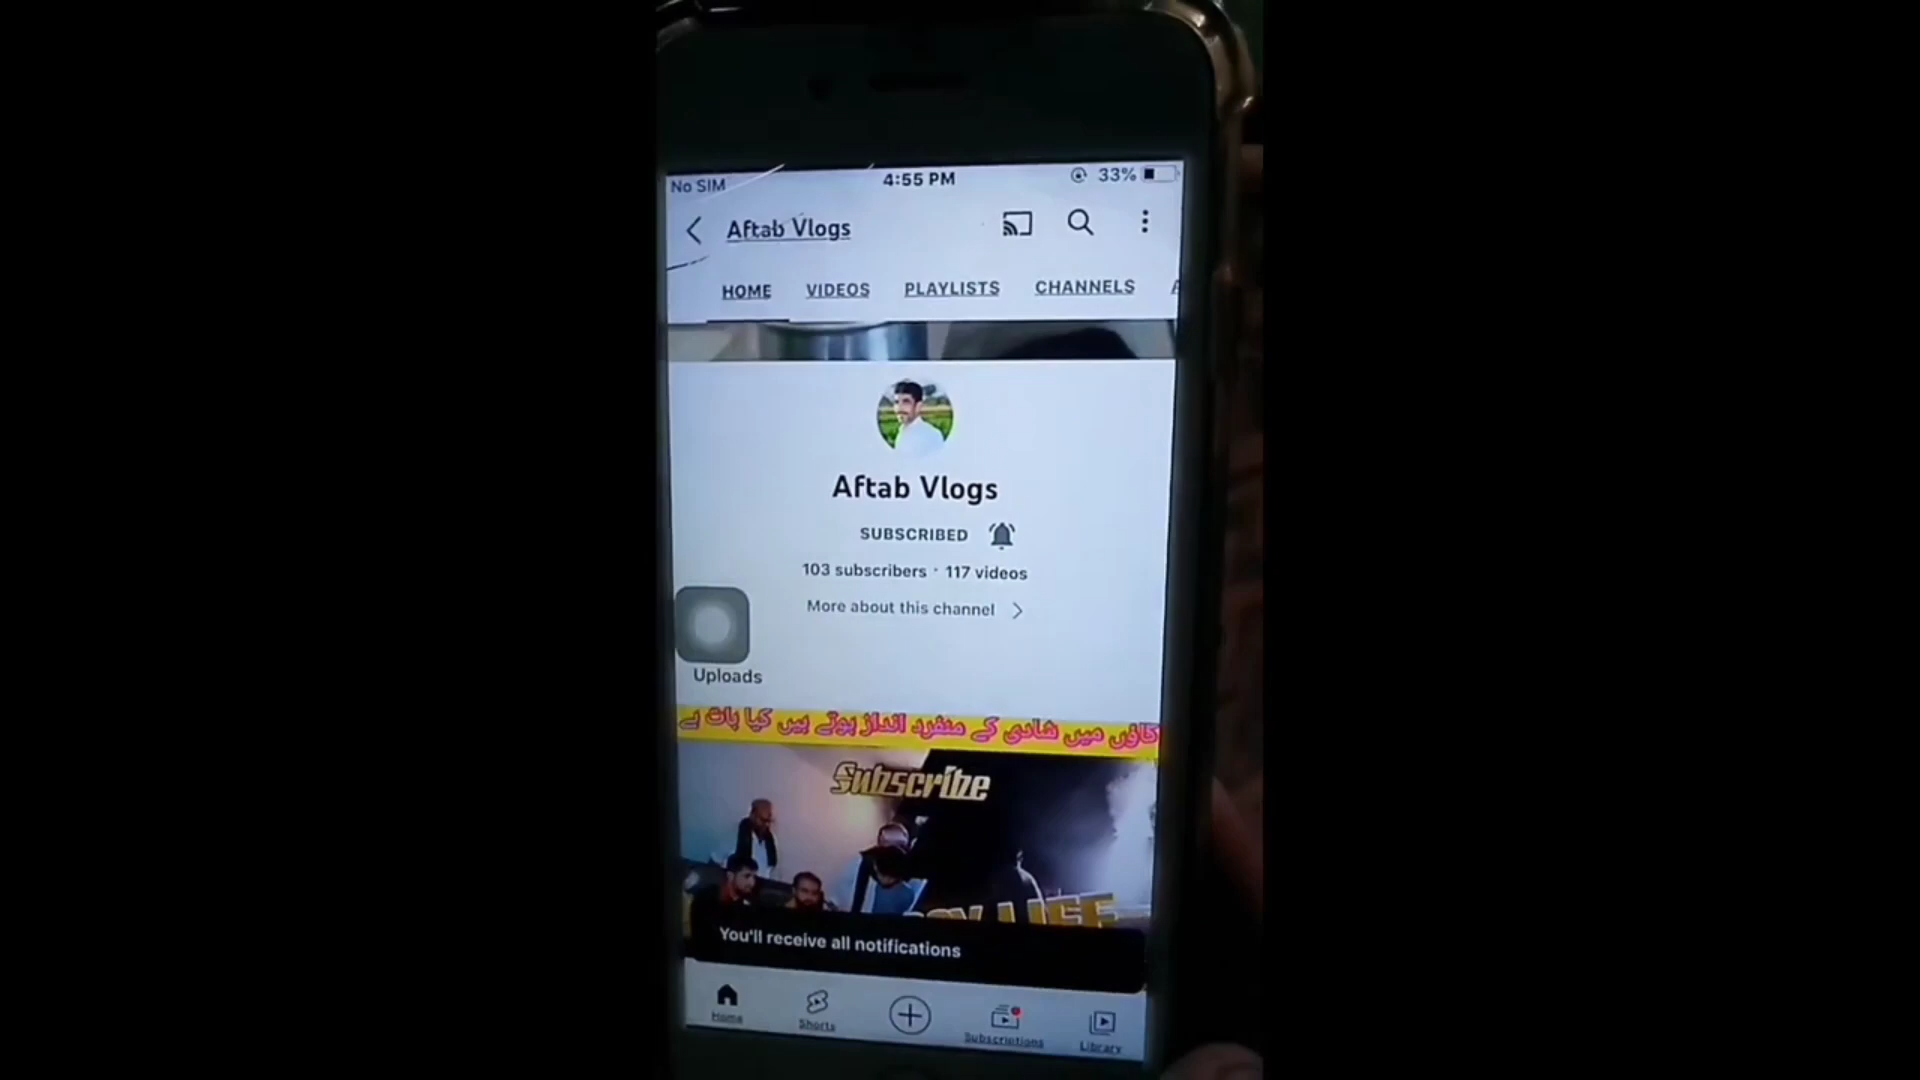 No SIM
4:55 PM
33%
Aftab Vlogs
HOME VIDEOS PLAYLISTS CHANNELS
Aftab Vlogs
SUBSCRIBED
103 subscribers · 117 videos
More about this channel
Uploads
گاؤں میں شادی کے منفرد انداز ہوتے ہیں کیا بات ہے
Subscribe
LIFE
You'll receive all notifications
Home
Shorts
Subscriptions
Library